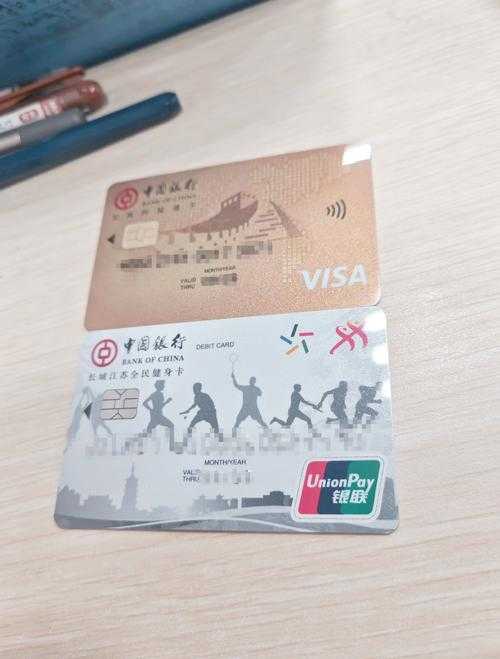 中国银行
BANK OF CHINA
MONTH/YEAR
VALID
THRU
VISA
中国银行
BANK OF CHINA
DEBIT CARD
长城江苏全民健身卡
MONTH/YEAR
VALID
THRU
UnionPay
银联